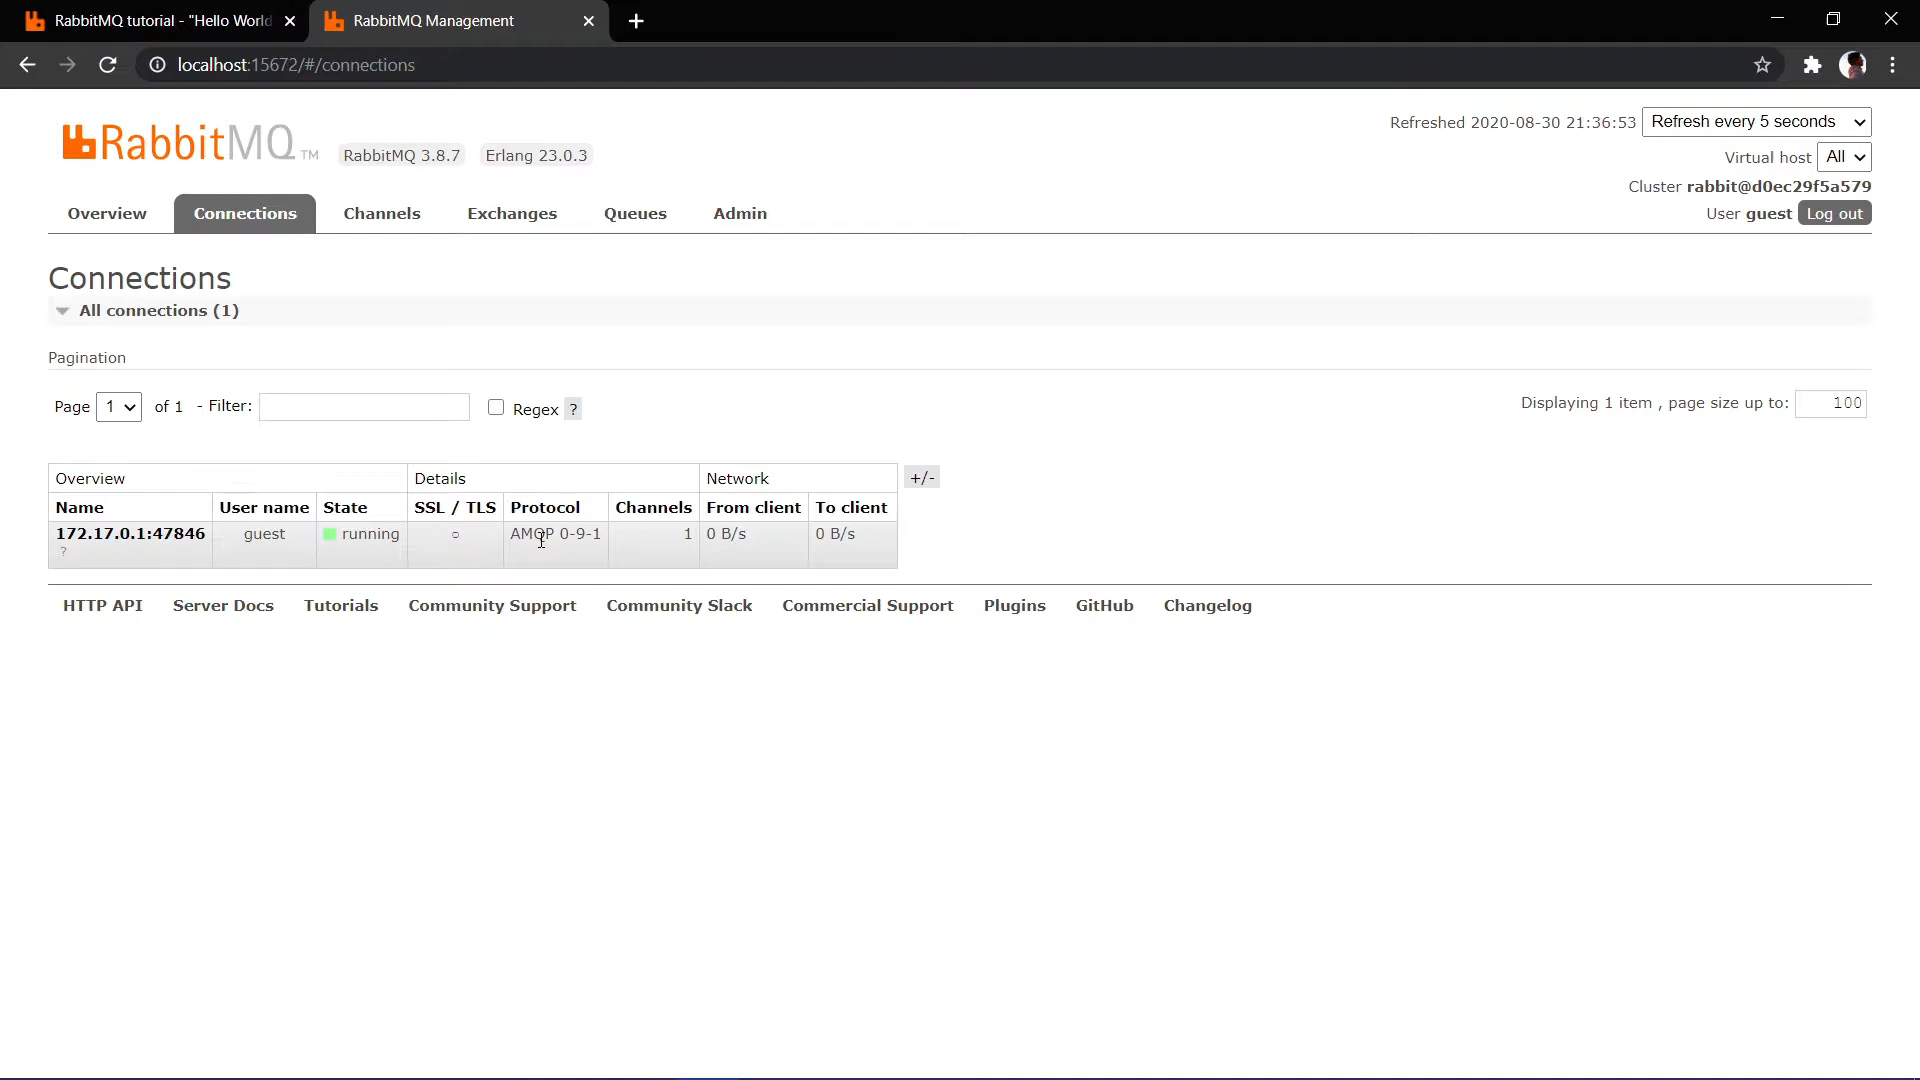 RabbitMQ tutorial - "Hello World
RabbitMQ Management
localhost:15672/#/connections
RabbitMQ TM
RabbitMQ 3.8.7 Erlang 23.0.3
Refreshed 2020-08-30 21:36:53 Refresh every 5 seconds
Virtual host All
Cluster rabbit@d0ec29f5a579
User guest Log out
Overview Connections Channels Exchanges Queues Admin
Connections
All connections (1)
Pagination
Page 1 of 1 - Filter: Regex ?
Displaying 1 item , page size up to: 100
Overview Details Network +/-
Name User name State SSL / TLS Protocol Channels From client To client
172.17.0.1:47846 guest running ○ AMQP 0-9-1 1 0 B/s 0 B/s
?
HTTP API Server Docs Tutorials Community Support Community Slack Commercial Support Plugins GitHub Changelog